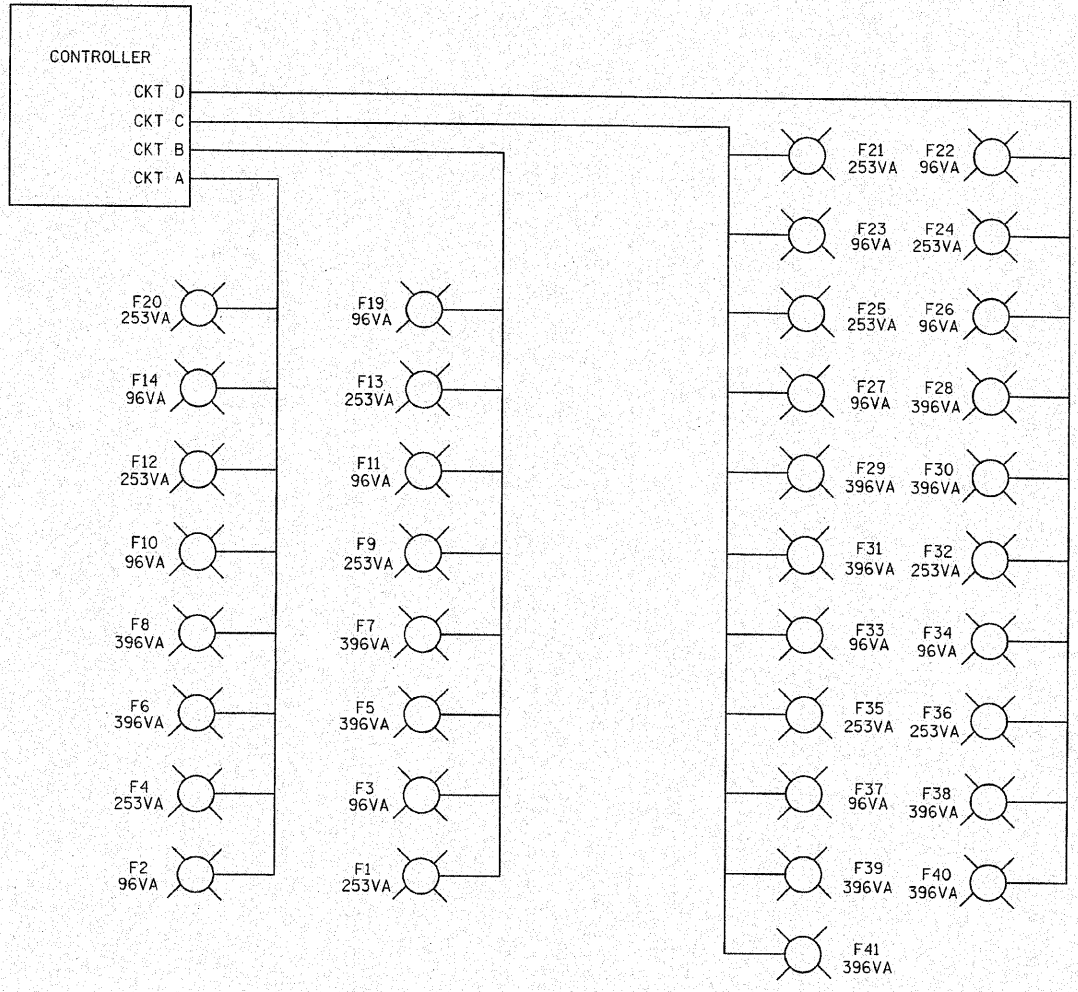 CONTROLLER
CKT D
CKT C
CKT B
CKT A
F20
253VA
F14
96VA
F12
253VA
F10
96VA
F8
396VA
F6
396VA
F4
253VA
F2
96VA
F19
96VA
F13
253VA
F11
96VA
F9
253VA
F7
396VA
F5
396VA
F3
96VA
F1
253VA
F21
253VA
F23
96VA
F25
253VA
F27
96VA
F29
396VA
F31
396VA
F33
96VA
F35
253VA
F37
96VA
F39
396VA
F41
396VA
F22
96VA
F24
253VA
F26
96VA
F28
396VA
F30
396VA
F32
253VA
F34
96VA
F36
253VA
F38
396VA
F40
396VA